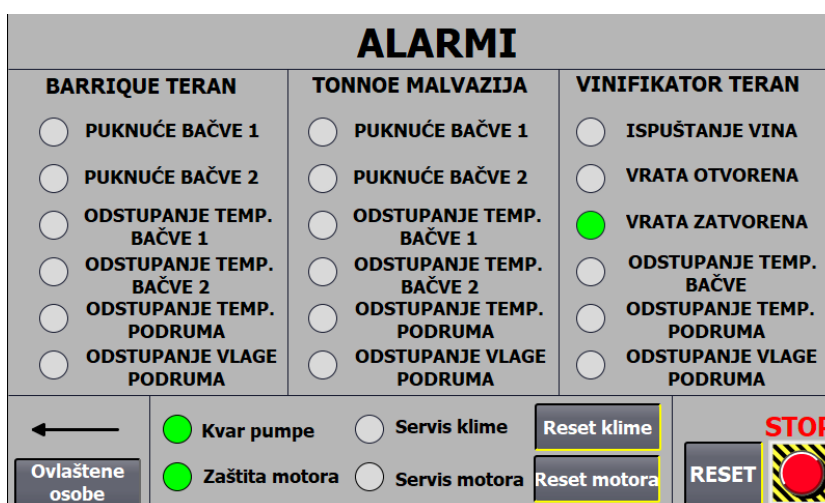 ALARMI
BARRIQUE TERAN
PUKNUĆE BAČVE 1
PUKNUĆE BAČVE 2
ODSTUPANJE TEMP.
BAČVE 1
ODSTUPANJE TEMP.
BAČVE 2
ODSTUPANJE TEMP.
PODRUMA
ODSTUPANJE VLAGE
PODRUMA
TONNOE MALVAZIJA
PUKNUĆE BAČVE 1
PUKNUĆE BAČVE 2
ODSTUPANJE TEMP.
BAČVE 1
ODSTUPANJE TEMP.
BAČVE 2
ODSTUPANJE TEMP.
PODRUMA
ODSTUPANJE VLAGE
PODRUMA
VINIFIKATOR TERAN
ISPUŠTANJE VINA
VRATA OTVORENA
VRATA ZATVORENA
ODSTUPANJE TEMP.
BAČVE
ODSTUPANJE TEMP.
PODRUMA
ODSTUPANJE VLAGE
PODRUMA
Ovlaštene
osobe
Kvar pumpe
Zaštita motora
Servis klime
Servis motora
Reset klime
Reset motora
RESET
STOP